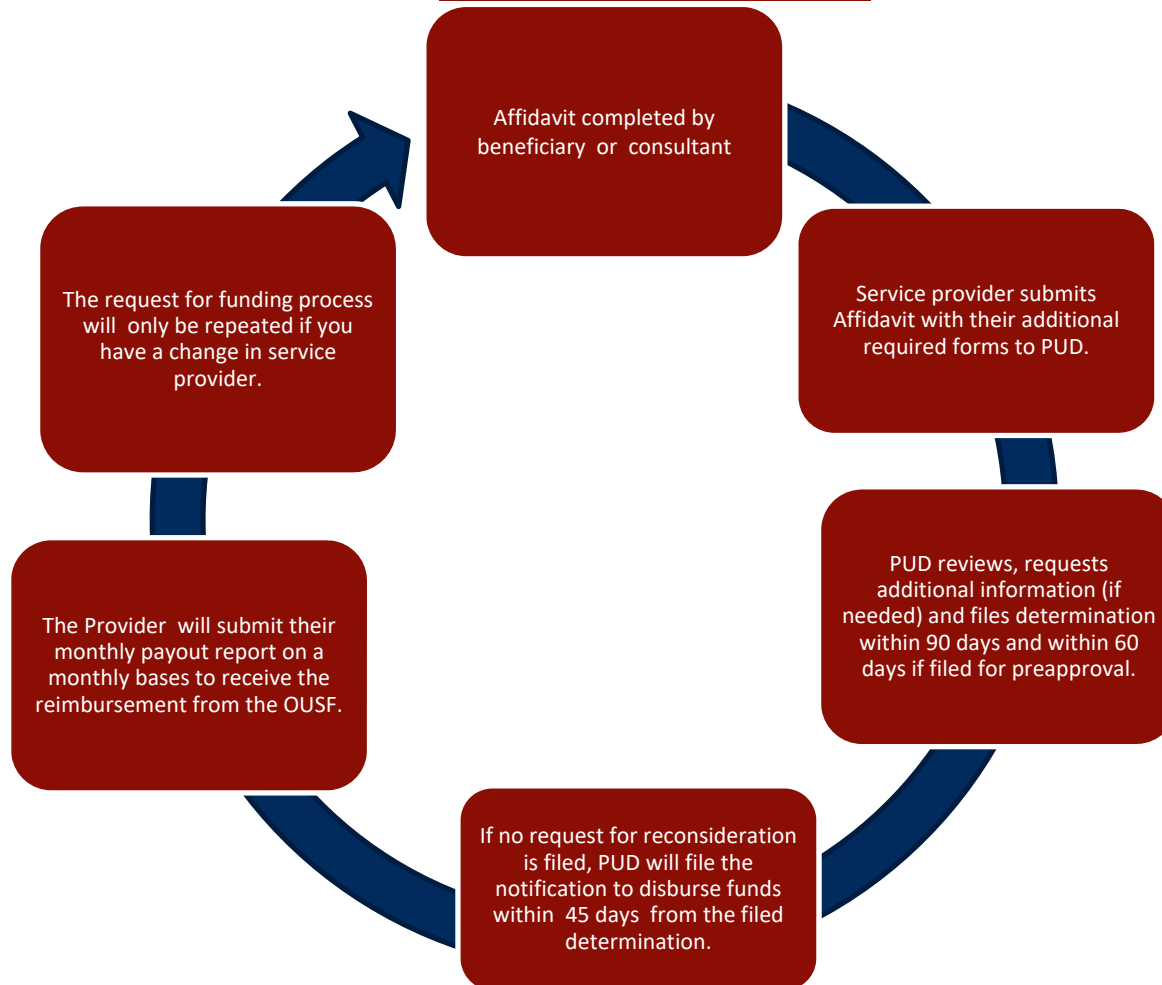 Affidavit completed by
beneficiary or consultant
Service provider submits
Affidavit with their additional
required forms to PUD.
PUD reviews, requests
additional information (if
needed) and files determination
within 90 days and within 60
days if filed for preapproval.
If no request for reconsideration
is filed, PUD will file the
notification to disburse funds
within 45 days from the filed
determination.
The Provider will submit their
monthly payout report on a
monthly bases to receive the
reimbursement from the OUSF.
The request for funding process
will only be repeated if you
have a change in service
provider.